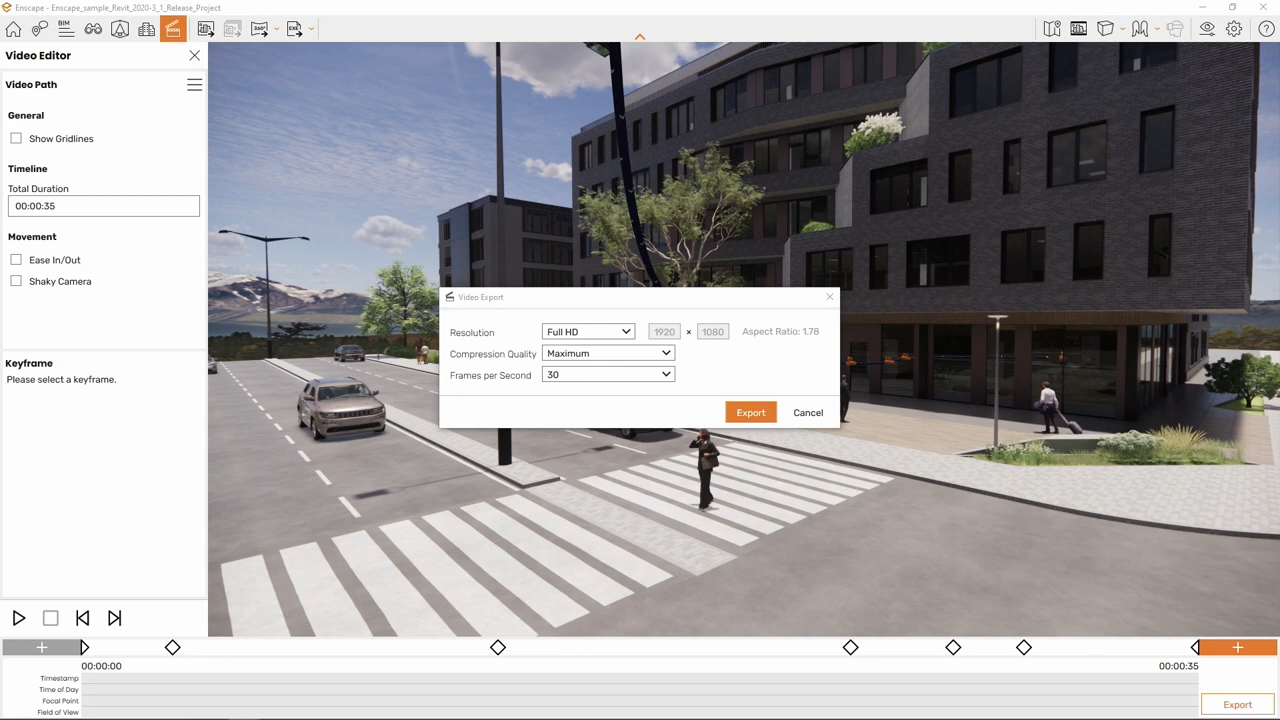 Enscape - Enscape_sample_Revit_2020-3_1_Release_Project
BIM
360°
EXE
Video Editor
Video Path
General
Show Gridlines
Timeline
Total Duration
00:00:35
Movement
Ease In/Out
Shaky Camera
Keyframe
Please select a keyframe.
Video Export
Resolution Full HD 1920 × 1080 Aspect Ratio: 1.78
Compression Quality Maximum
Frames per Second 30
Export Cancel
00:00:00 00:00:35
Timestamp
Time of Day
Focal Point
Field of View
Export